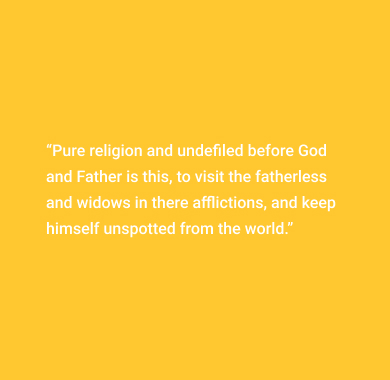 “Pure religion and undefiled before God
and Father is this, to visit the fatherless
and widows in there afflictions, and keep
himself unspotted from the world.”